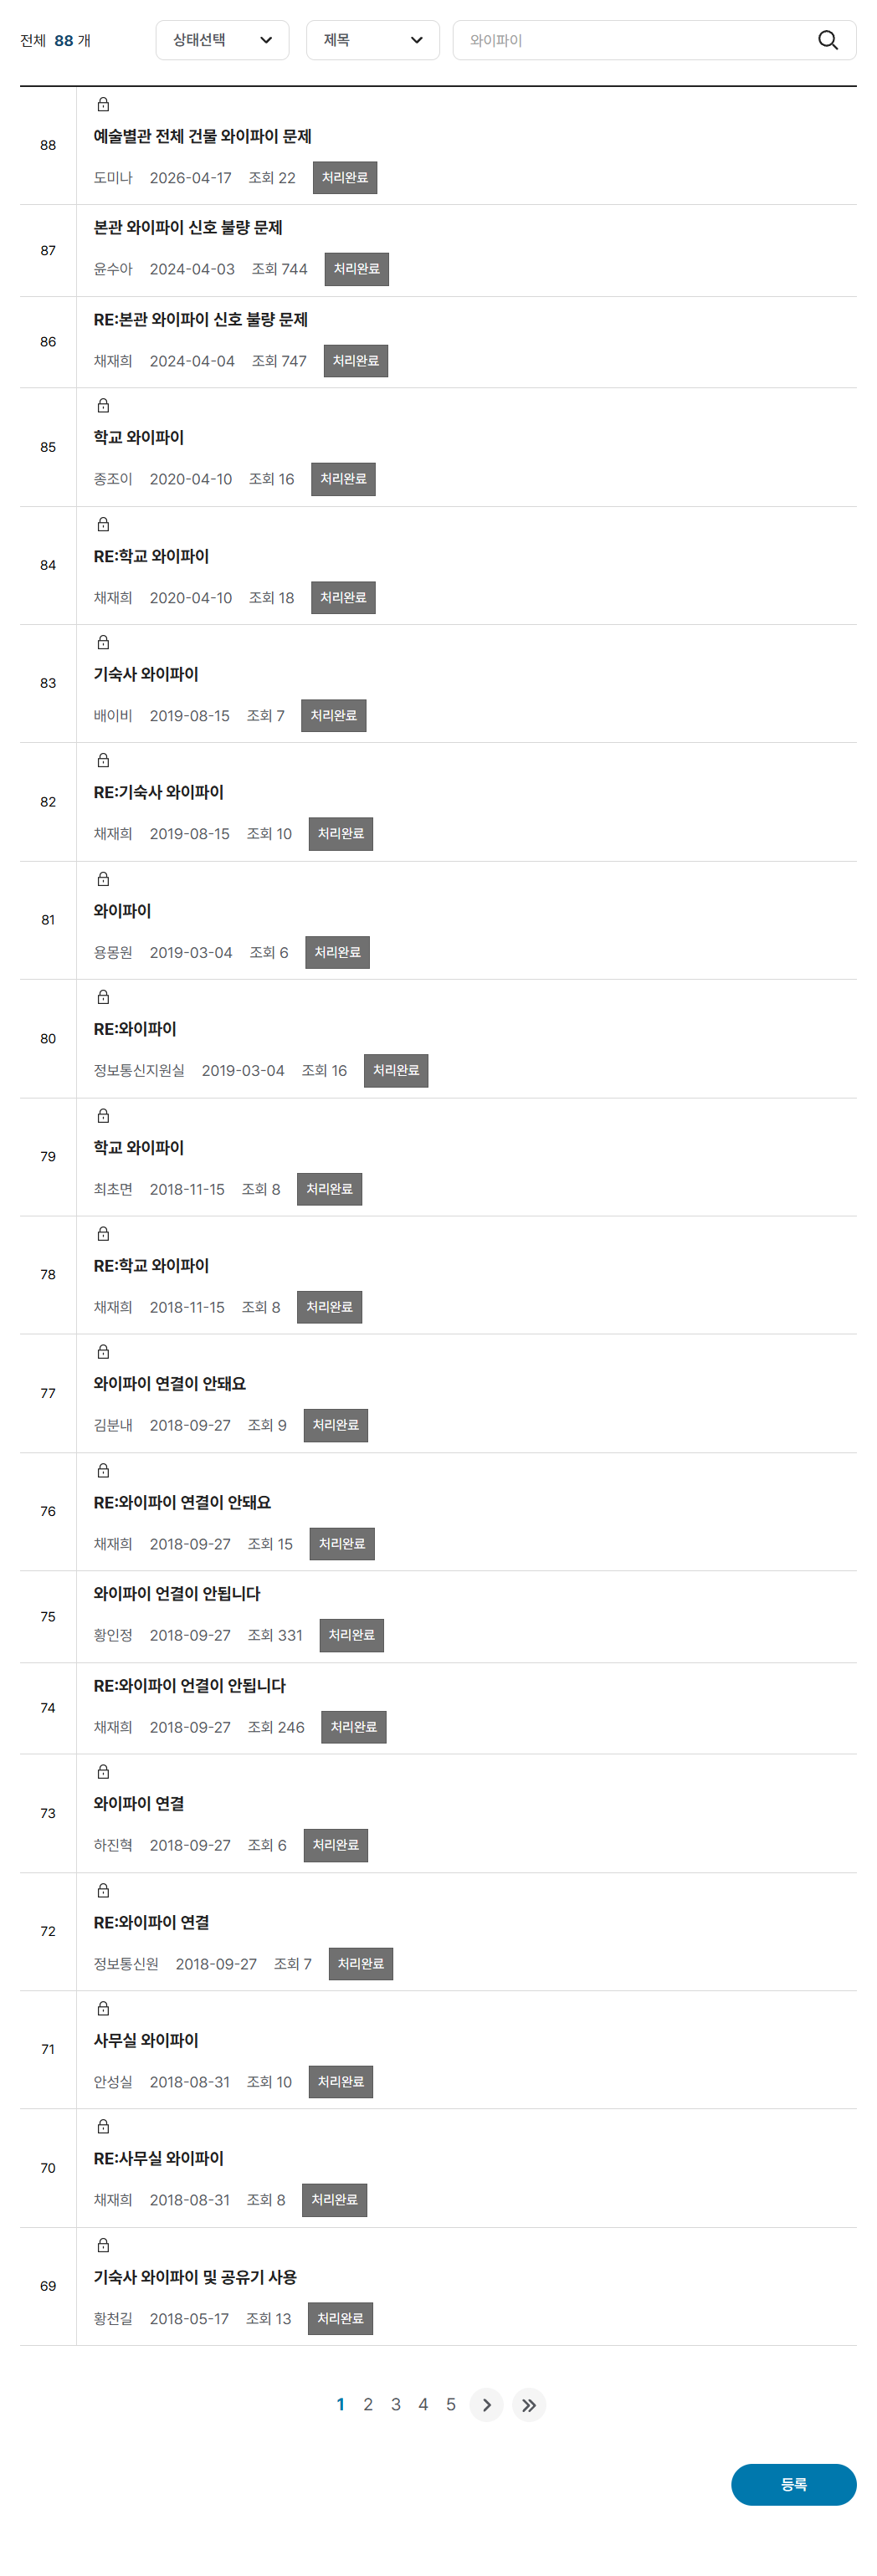 전체 88 개
상태선택
제목
와이파이
88
예술별관 전체 건물 와이파이 문제
도미나 2026-04-17 조회 22 처리완료
87
본관 와이파이 신호 불량 문제
윤수아 2024-04-03 조회 744 처리완료
86
RE:본관 와이파이 신호 불량 문제
채재희 2024-04-04 조회 747 처리완료
85
학교 와이파이
종조이 2020-04-10 조회 16 처리완료
84
RE:학교 와이파이
채재희 2020-04-10 조회 18 처리완료
83
기숙사 와이파이
배이비 2019-08-15 조회 7 처리완료
82
RE:기숙사 와이파이
채재희 2019-08-15 조회 10 처리완료
81
와이파이
용몽원 2019-03-04 조회 6 처리완료
80
RE:와이파이
정보통신지원실 2019-03-04 조회 16 처리완료
79
학교 와이파이
최초면 2018-11-15 조회 8 처리완료
78
RE:학교 와이파이
채재희 2018-11-15 조회 8 처리완료
77
와이파이 연결이 안돼요
김분내 2018-09-27 조회 9 처리완료
76
RE:와이파이 연결이 안돼요
채재희 2018-09-27 조회 15 처리완료
75
와이파이 언결이 안됩니다
황인정 2018-09-27 조회 331 처리완료
74
RE:와이파이 언결이 안됩니다
채재희 2018-09-27 조회 246 처리완료
73
와이파이 연결
하진혁 2018-09-27 조회 6 처리완료
72
RE:와이파이 연결
정보통신원 2018-09-27 조회 7 처리완료
71
사무실 와이파이
안성실 2018-08-31 조회 10 처리완료
70
RE:사무실 와이파이
채재희 2018-08-31 조회 8 처리완료
69
기숙사 와이파이 및 공유기 사용
황천길 2018-05-17 조회 13 처리완료
1 2 3 4 5
등록